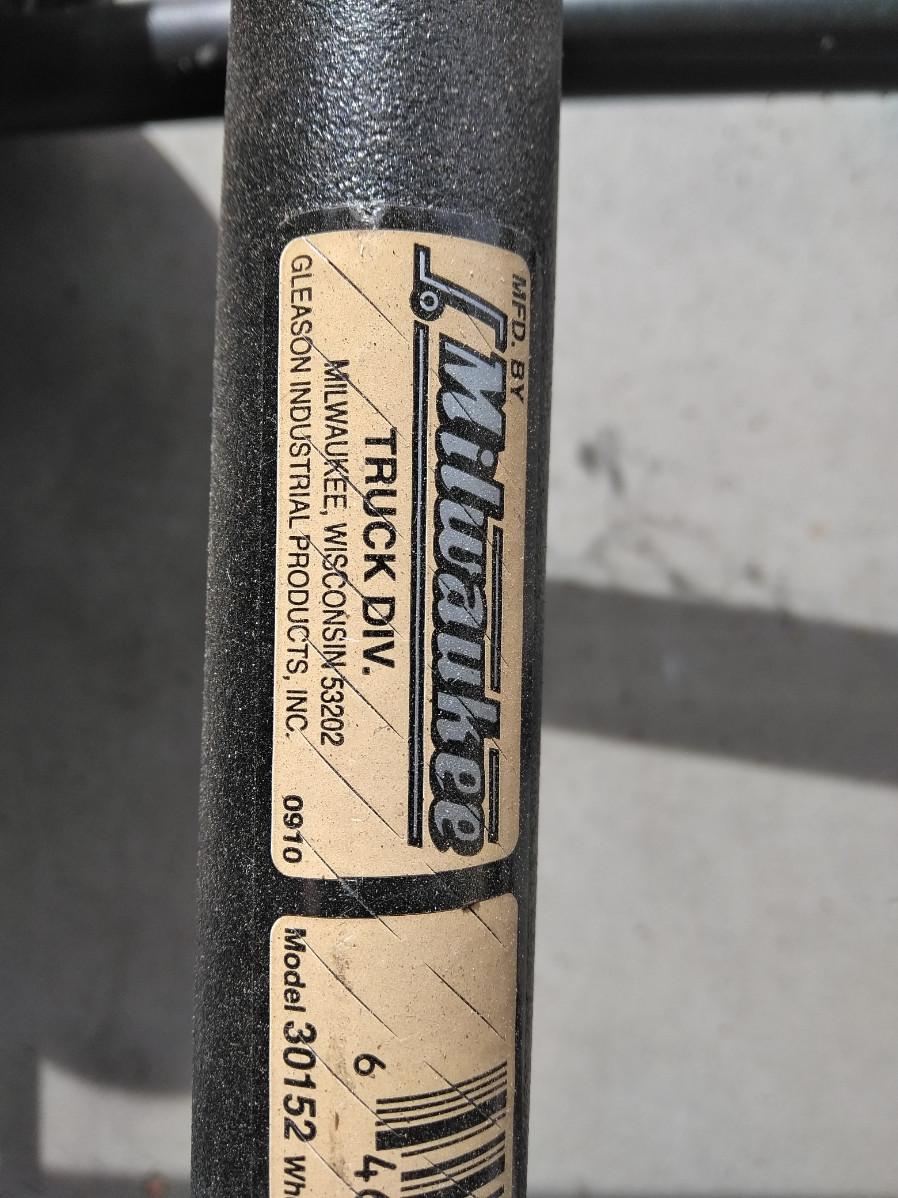 MFD. BY
Milwaukee
TRUCK DIV.
MILWAUKEE, WISCONSIN 53202
GLEASON INDUSTRIAL PRODUCTS, INC.
0910
6
Model 30152